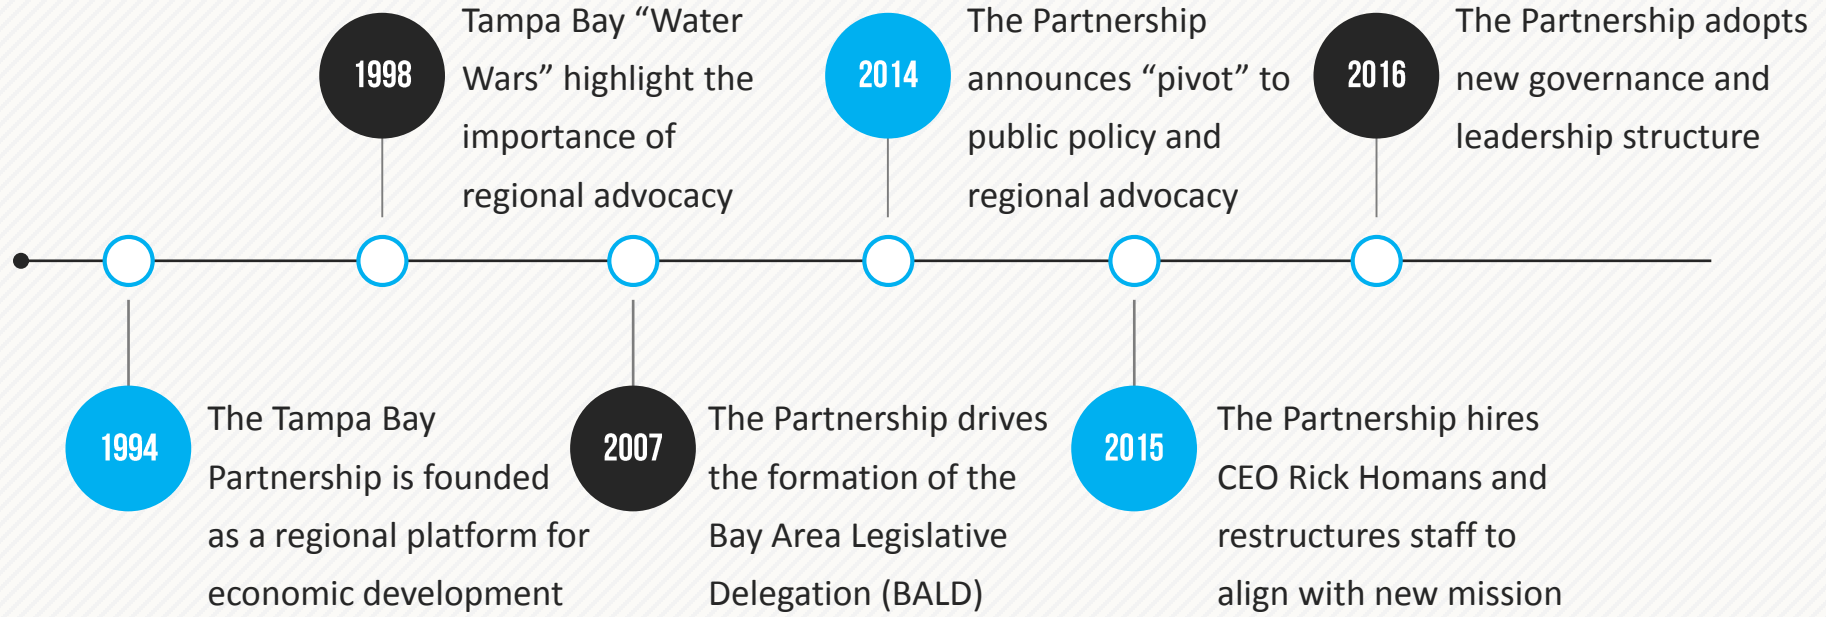 1998
Tampa Bay “Water
Wars” highlight the
importance of
regional advocacy
2014
The Partnership
announces “pivot” to
public policy and
regional advocacy
2016
The Partnership adopts
new governance and
leadership structure
1994
The Tampa Bay
Partnership is founded
as a regional platform for
economic development
2007
The Partnership drives
the formation of the
Bay Area Legislative
Delegation (BALD)
2015
The Partnership hires
CEO Rick Homans and
restructures staff to
align with new mission